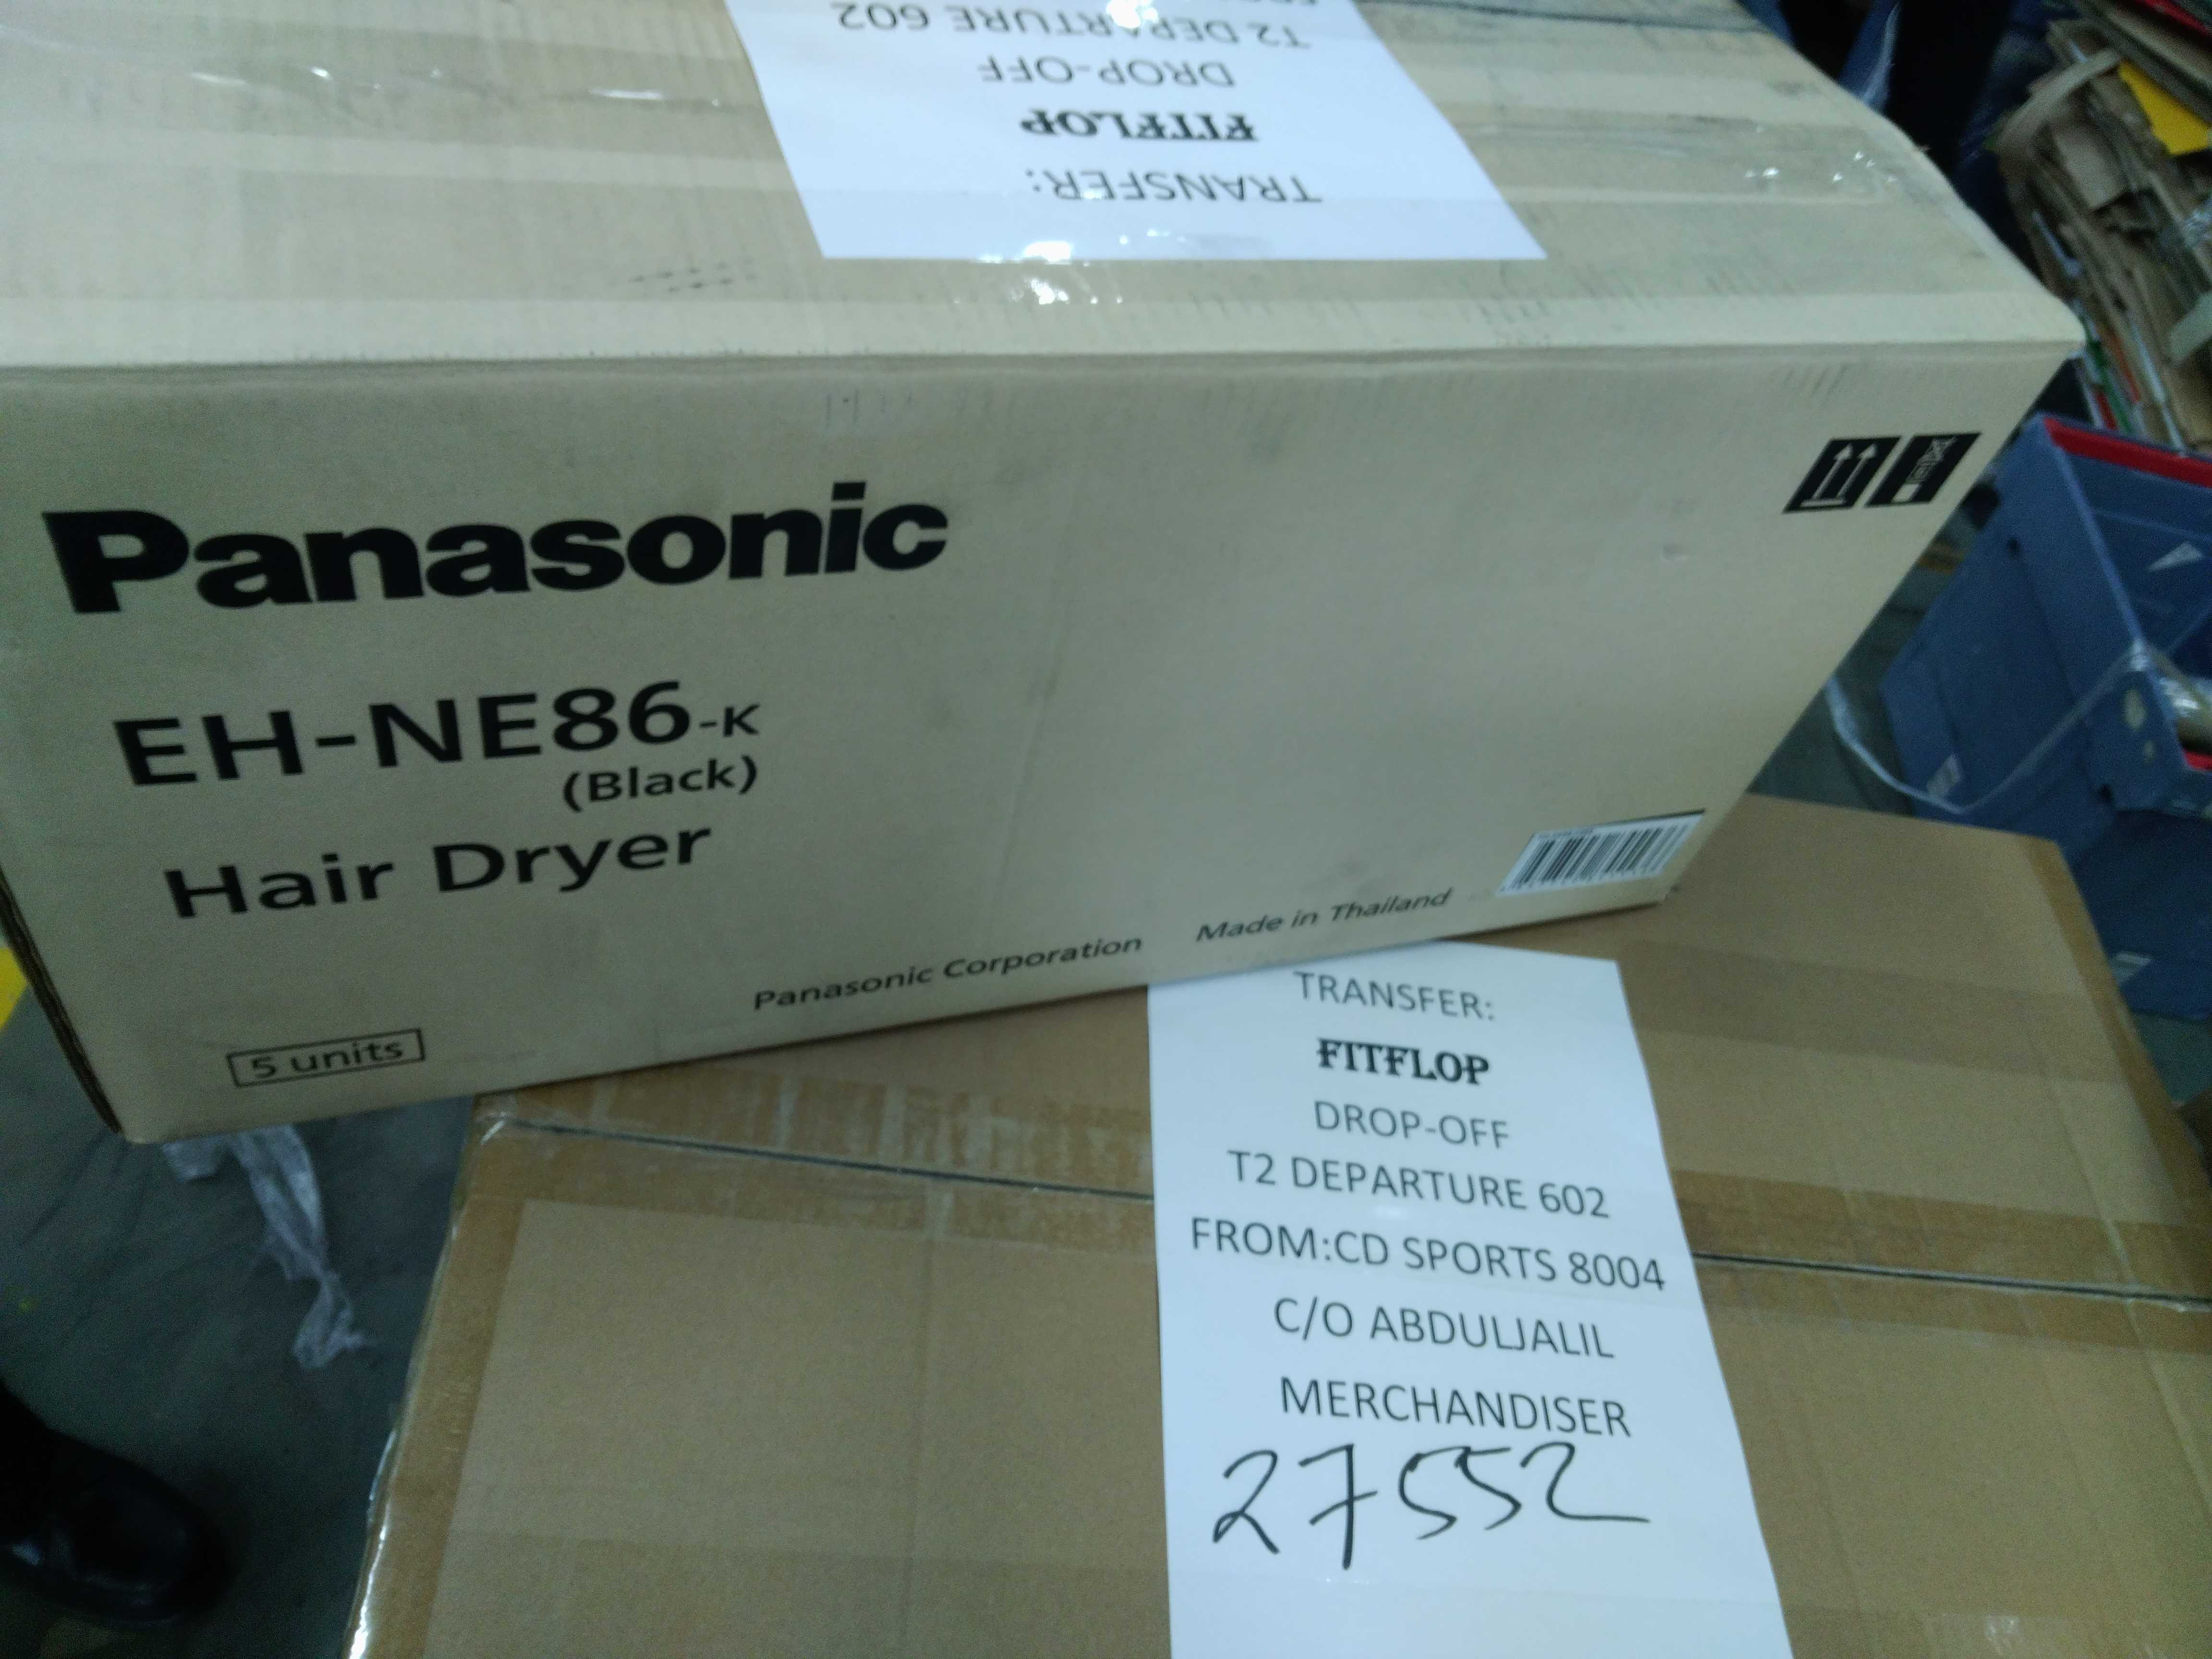 T2 DEPARTURE 602
DROP-OFF
FITFLOP
TRANSFER:
Panasonic
EH-NE86-K
(Black)
Hair Dryer
Panasonic Corporation
Made in Thailand
5 units
TRANSFER:
FITFLOP
DROP-OFF
T2 DEPARTURE 602
FROM:CD SPORTS 8004
C/O ABDULJALIL
MERCHANDISER
27552